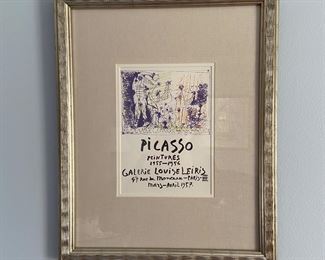 PICASSO
PEINTURES
1955-1956
GALERIE LOUISE LEIRIS
47 Rue de MONCEAU-PARIS-VIII
MARS-AVRIL 1957